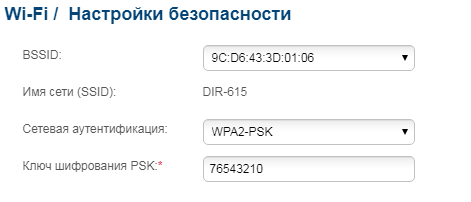 Wi-Fi / Настройки безопасности
BSSID: 9C:D6:43:3D:01:06
Имя сети (SSID): DIR-615
Сетевая аутентификация: WPA2-PSK
Ключ шифрования PSK:* 76543210